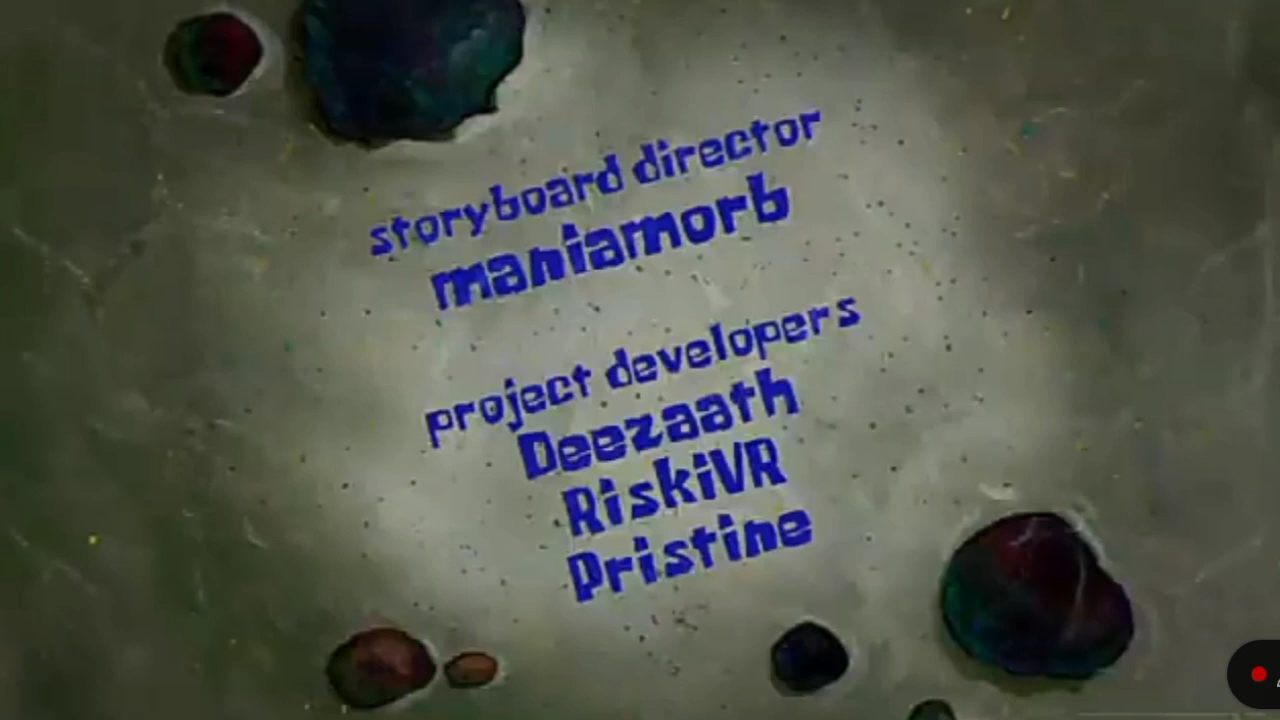 storyboard director
maniamorb
project developers
Deezaath
RiskiVR
Pristine